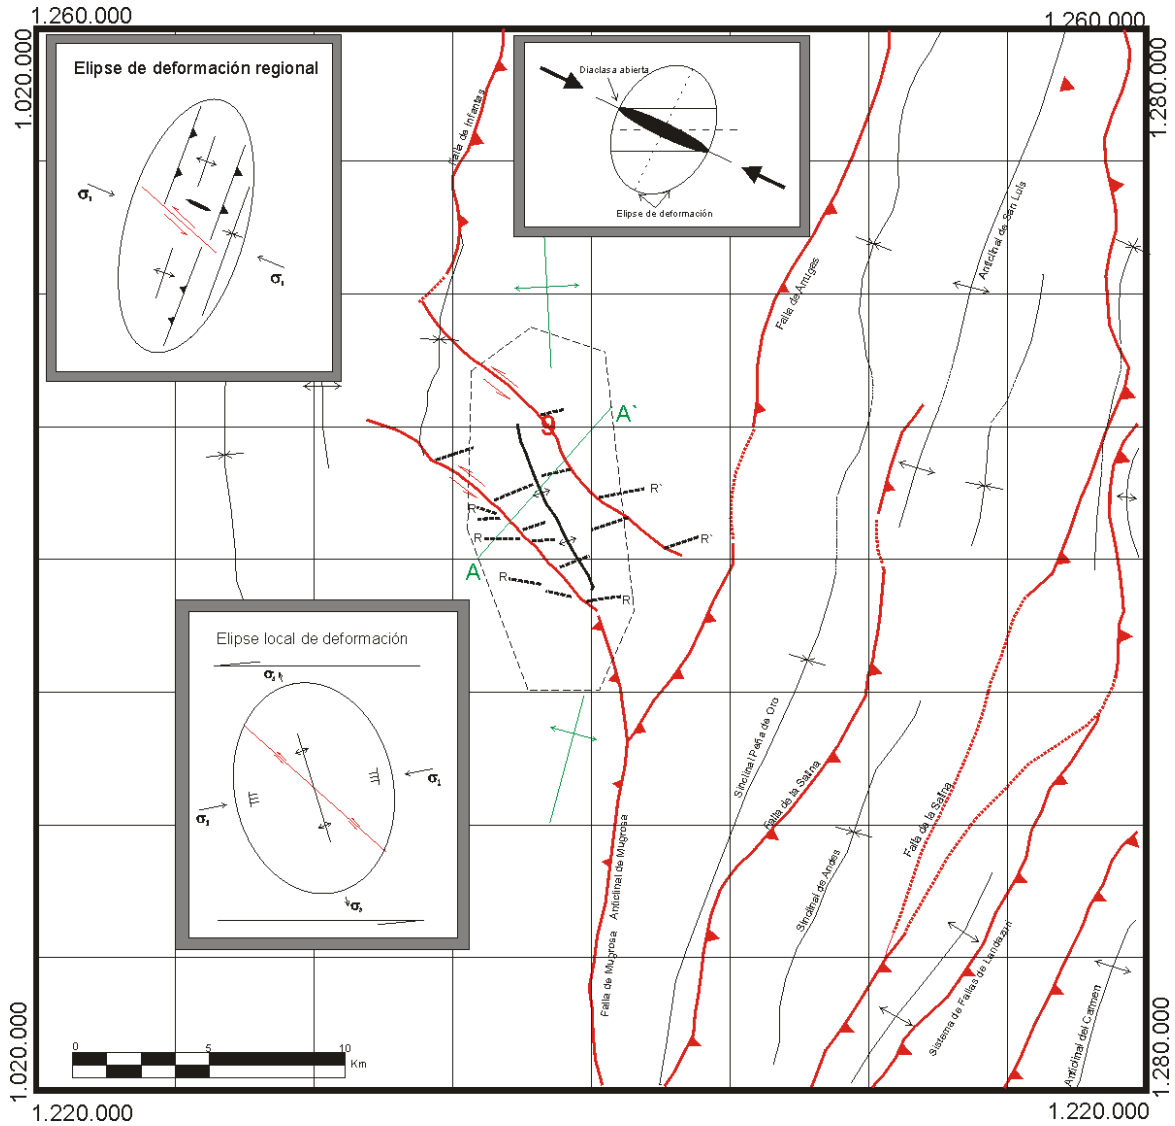 1.260.000
1.260.000
1.020.000
1.280.000
Elipse de deformación regional
σ₁
σ₁
Diaclasa abierta
Elipse de deformación
Falla de Infantas
Falla de Arrugas
Anticlinal de San Luis
9
A`
A
R`
R`
R
R
R
R
Elipse local de deformación
σ₁
σ₃
Sinclinal Peña de Oro
Falla de la Salina
Falla de la Salina
Sinclinal de Andes
Anticlinal de Mugrosa
Falla de Mugrosa
Sistema de Fallas de Landazuri
Anticlinal del Carmen
0
5
10
Km
1.020.000
1.280.000
1.220.000
1.220.000